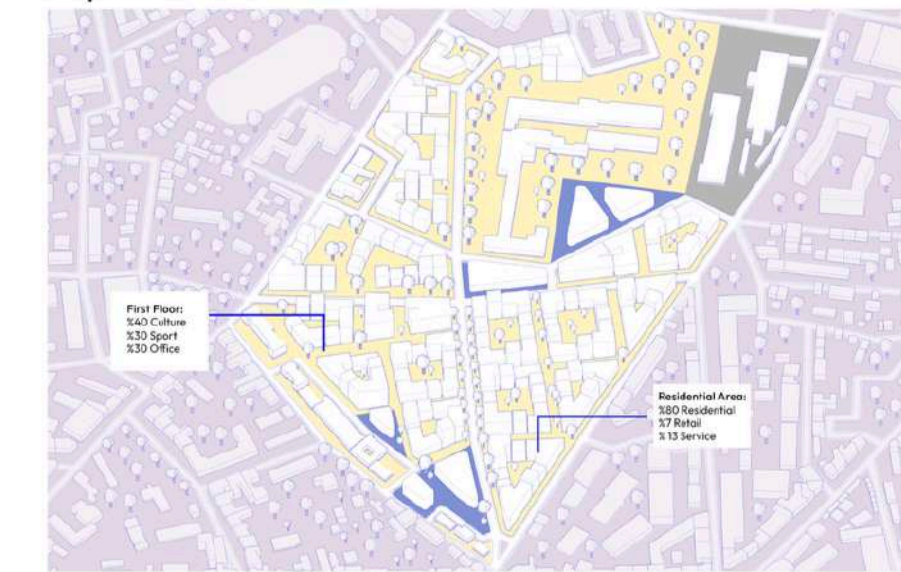 First Floor:
%40 Culture
%30 Sport
%30 Office
Residential Area:
%80 Residential
%7 Retail
% 13 Service